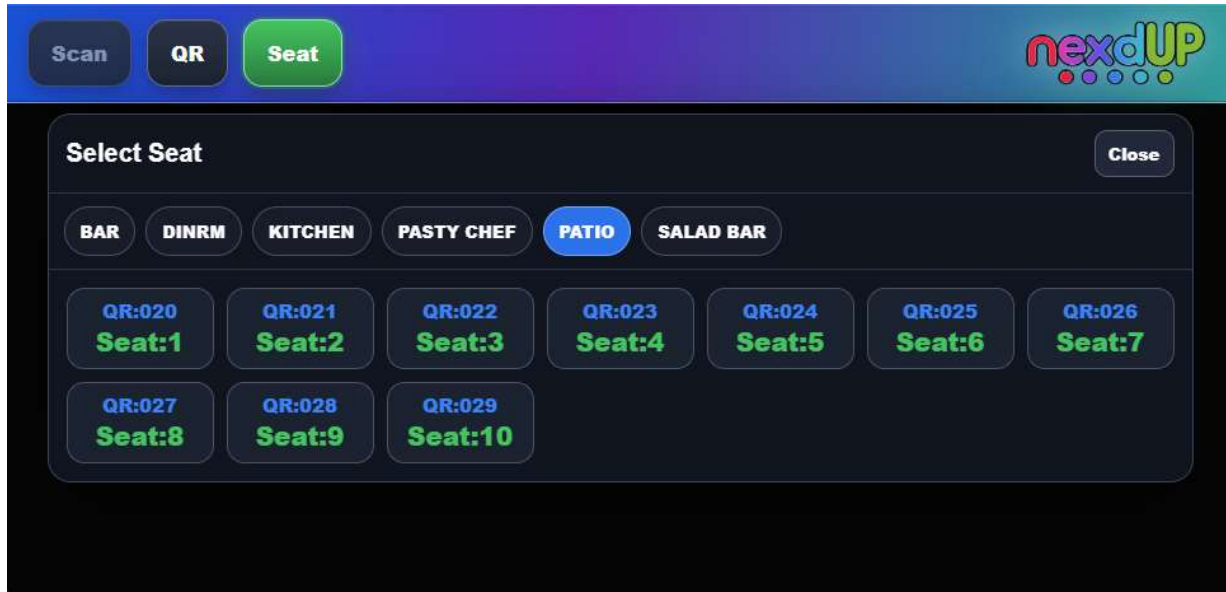 Scan QR Seat nexdUP
Select Seat Close
BAR DINRM KITCHEN PASTY CHEF PATIO SALAD BAR
QR:020 QR:021 QR:022 QR:023 QR:024 QR:025 QR:026
Seat:1 Seat:2 Seat:3 Seat:4 Seat:5 Seat:6 Seat:7
QR:027 QR:028 QR:029
Seat:8 Seat:9 Seat:10